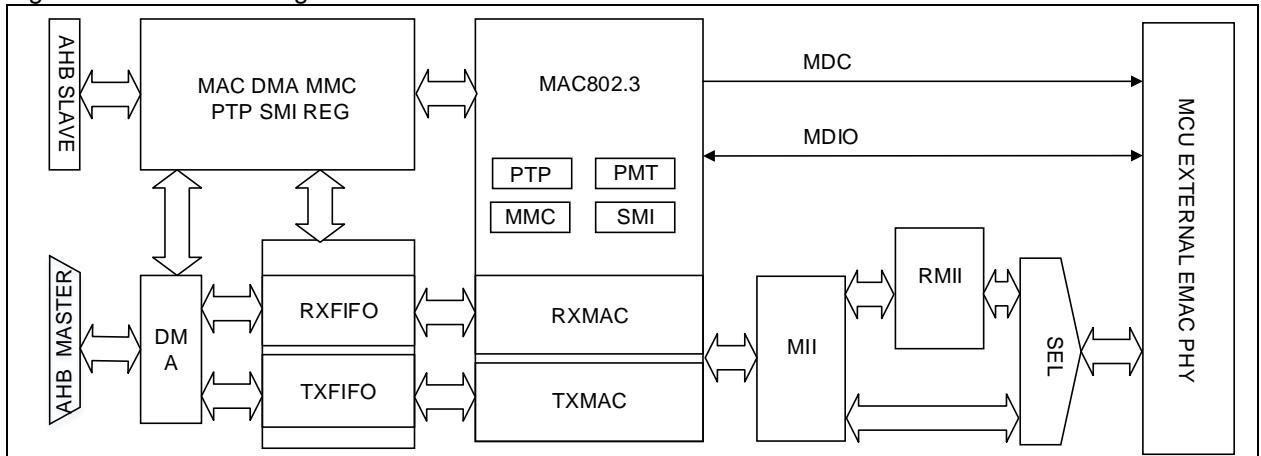 AHB SLAVE
MAC DMA MMC
PTP SMI REG
MAC802.3
PTP
PMT
MMC
SMI
MDC
MDIO
MCU EXTERNAL EMAC PHY
AHB MASTER
DM
A
RXFIFO
TXFIFO
RXMAC
TXMAC
MII
RMII
SEL